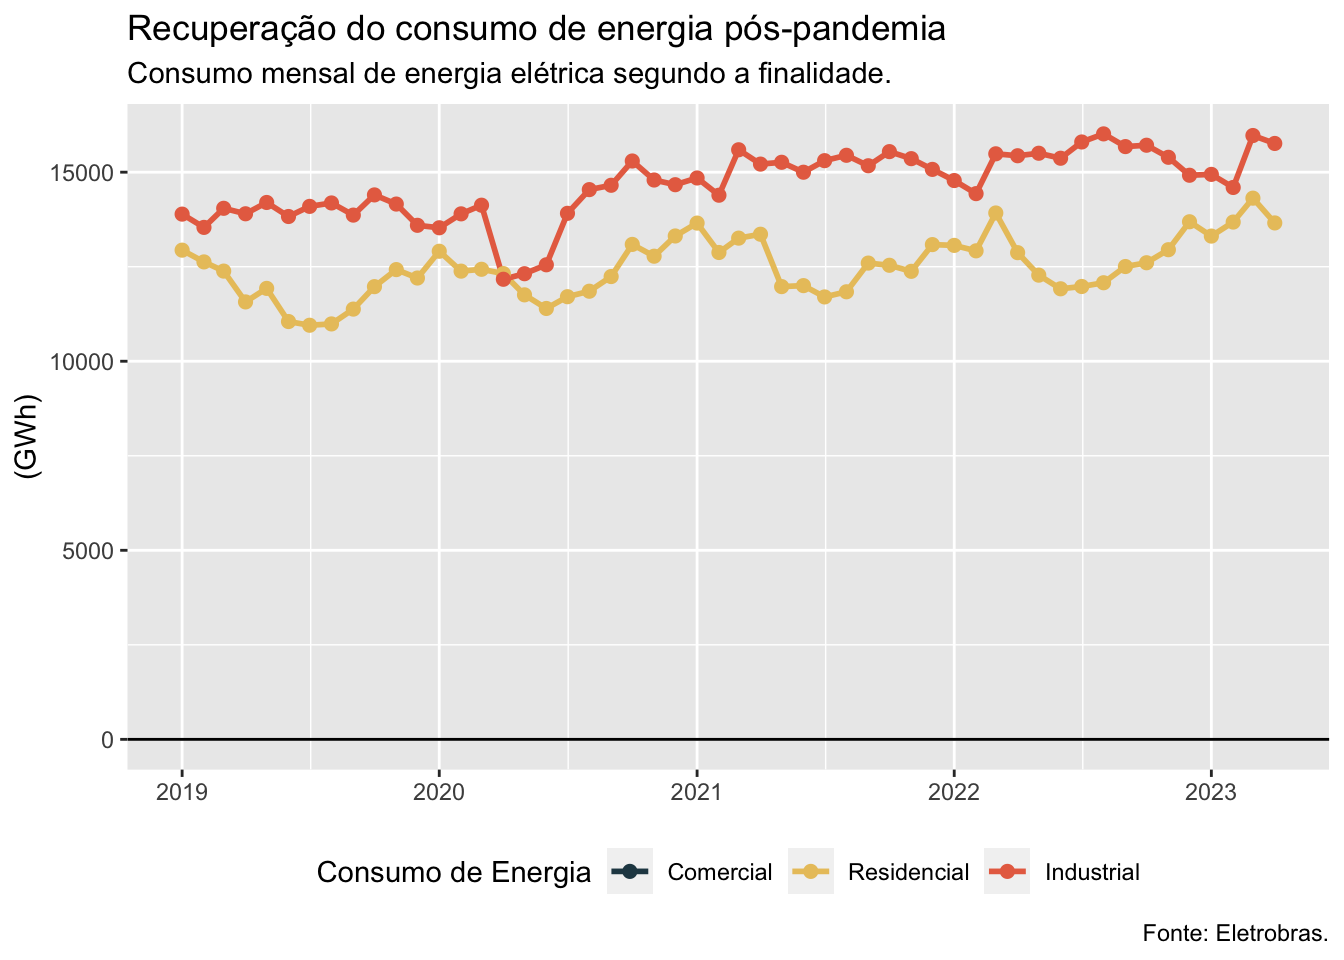 Recuperação do consumo de energia pós-pandemia
Consumo mensal de energia elétrica segundo a finalidade.
(GWh)
15000
10000
5000
0
2019 2020 2021 2022 2023
Consumo de Energia Comercial Residencial Industrial
Fonte: Eletrobras.